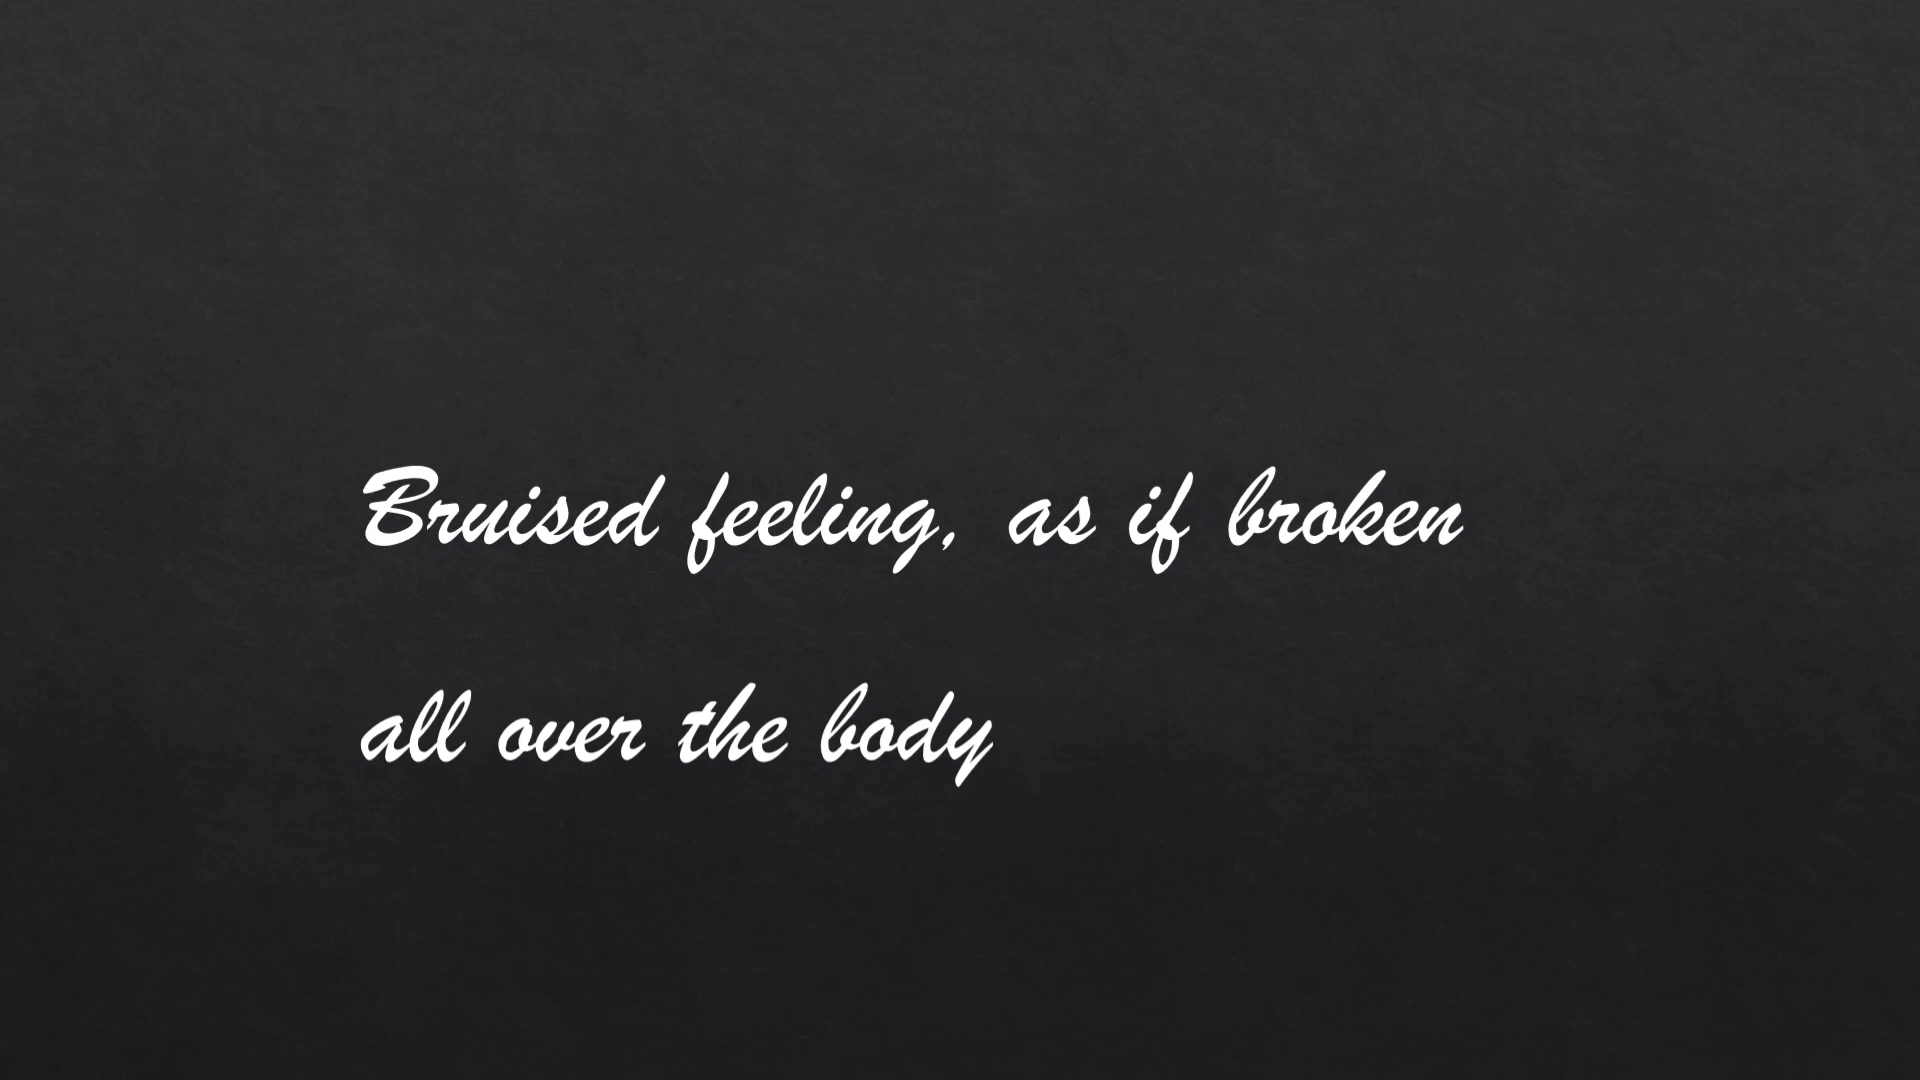 Bruised feeling, as if broken
all over the body